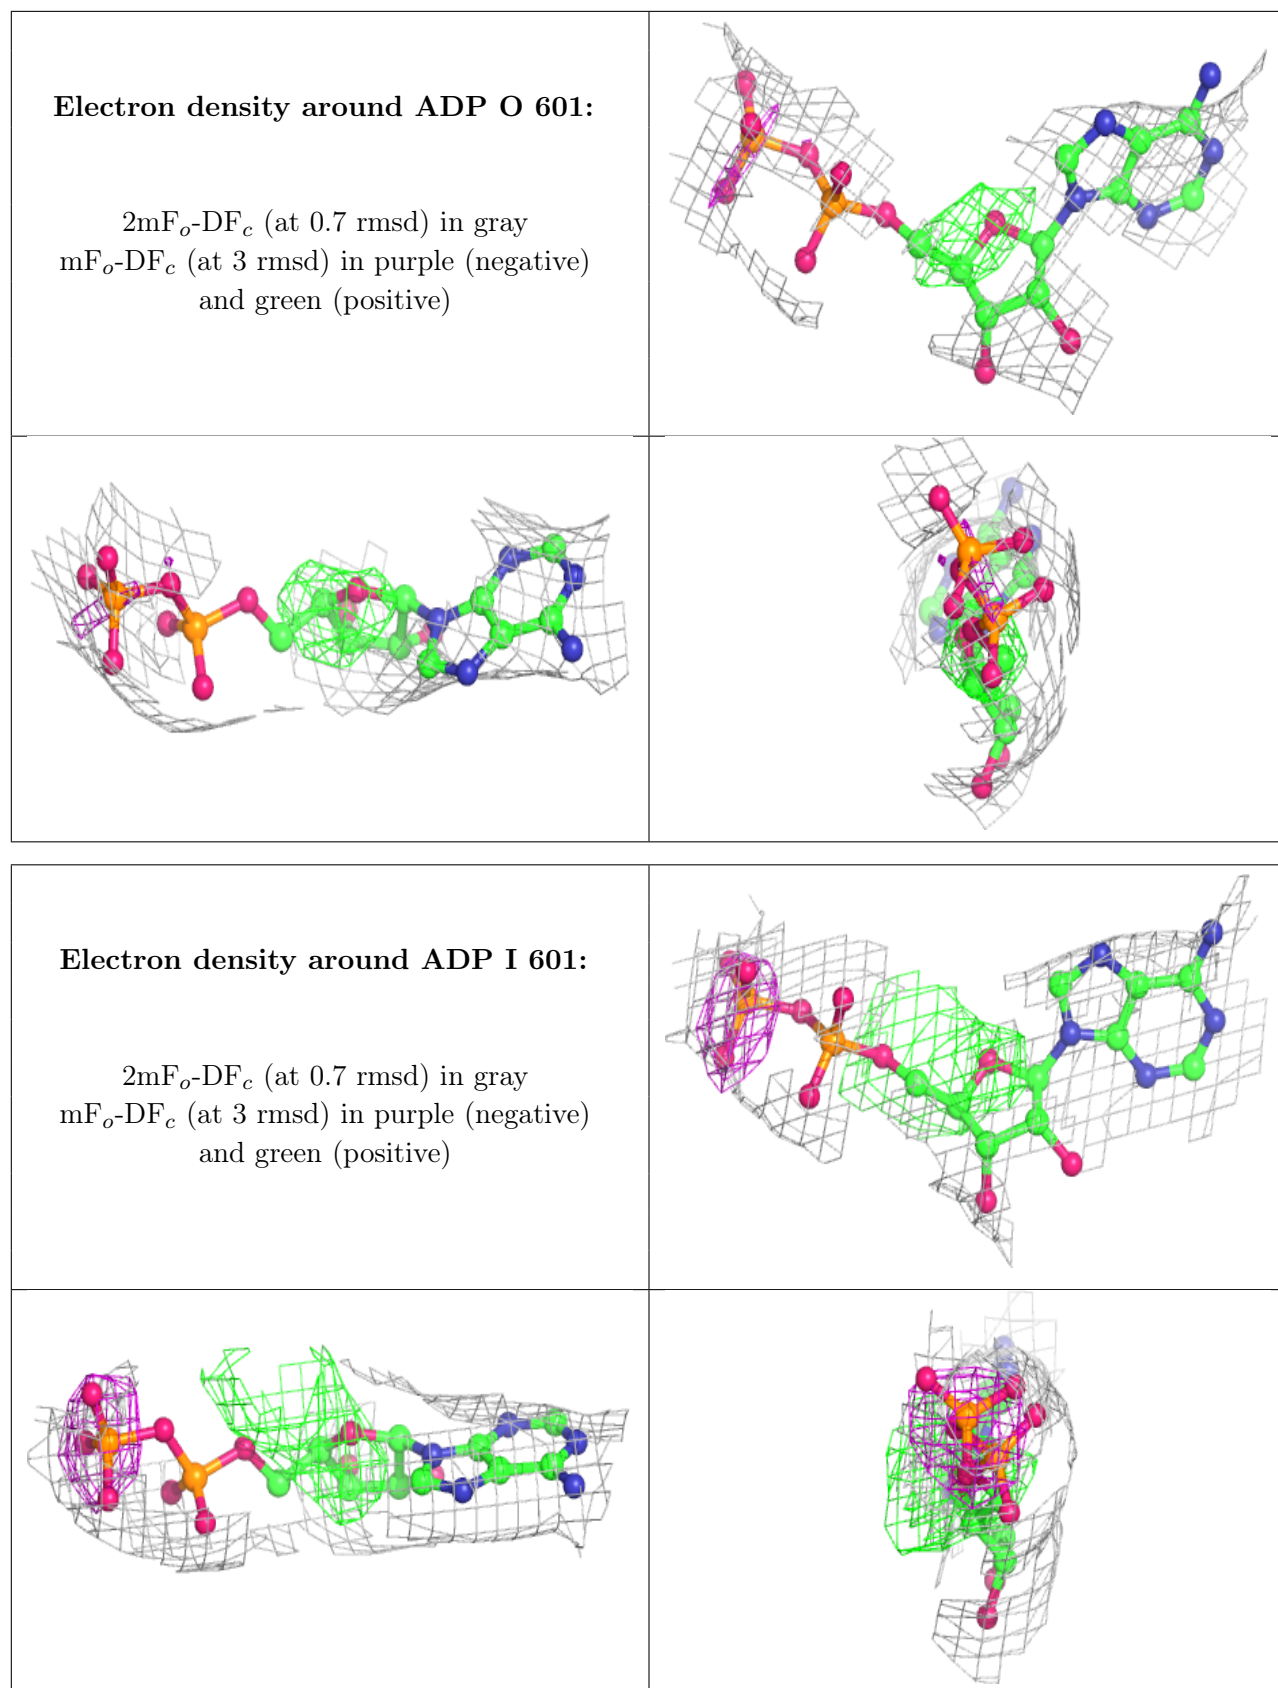 Electron density around ADP O 601:
2mFₒ-DF𝒸 (at 0.7 rmsd) in gray
mFₒ-DF𝒸 (at 3 rmsd) in purple (negative)
and green (positive)
Electron density around ADP I 601:
2mFₒ-DF𝒸 (at 0.7 rmsd) in gray
mFₒ-DF𝒸 (at 3 rmsd) in purple (negative)
and green (positive)